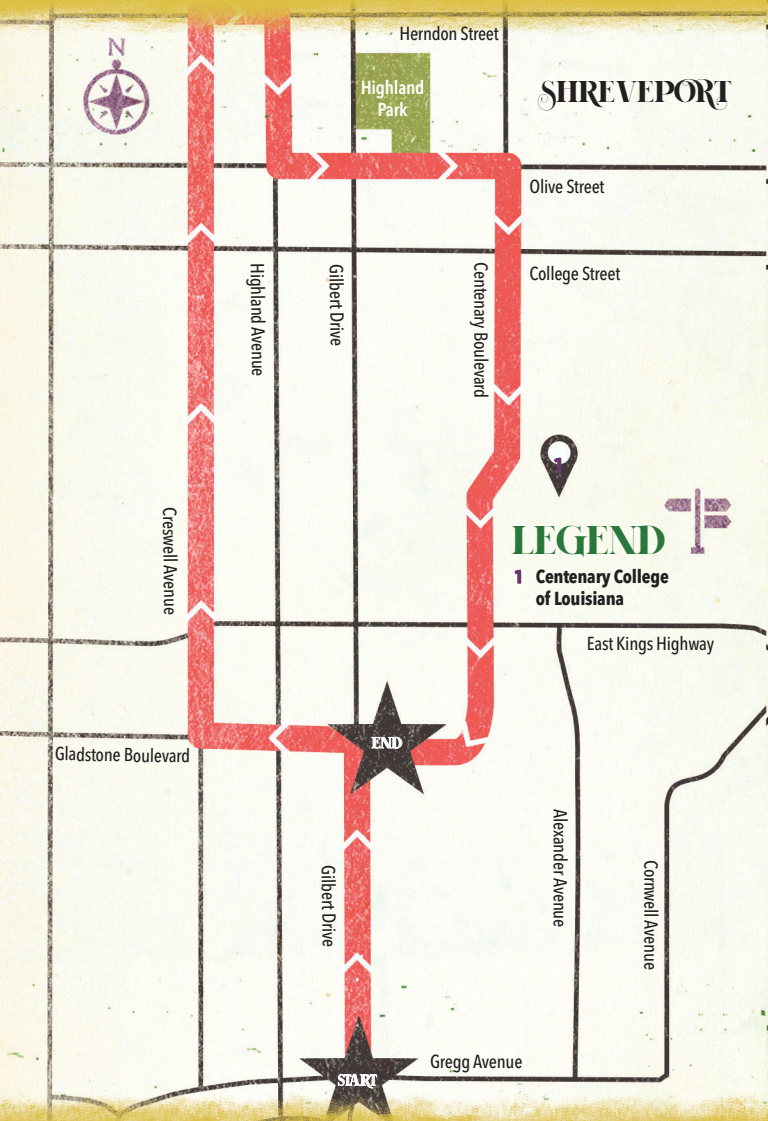 N
Herndon Street
Highland
Park
SHREVEPORT
Olive Street
College Street
Highland Avenue
Gilbert Drive
Centenary Boulevard
1
Creswell Avenue
LEGEND
1 Centenary College
of Louisiana
East Kings Highway
END
Gladstone Boulevard
Alexander Avenue
Cornwell Avenue
Gilbert Drive
Gregg Avenue
START